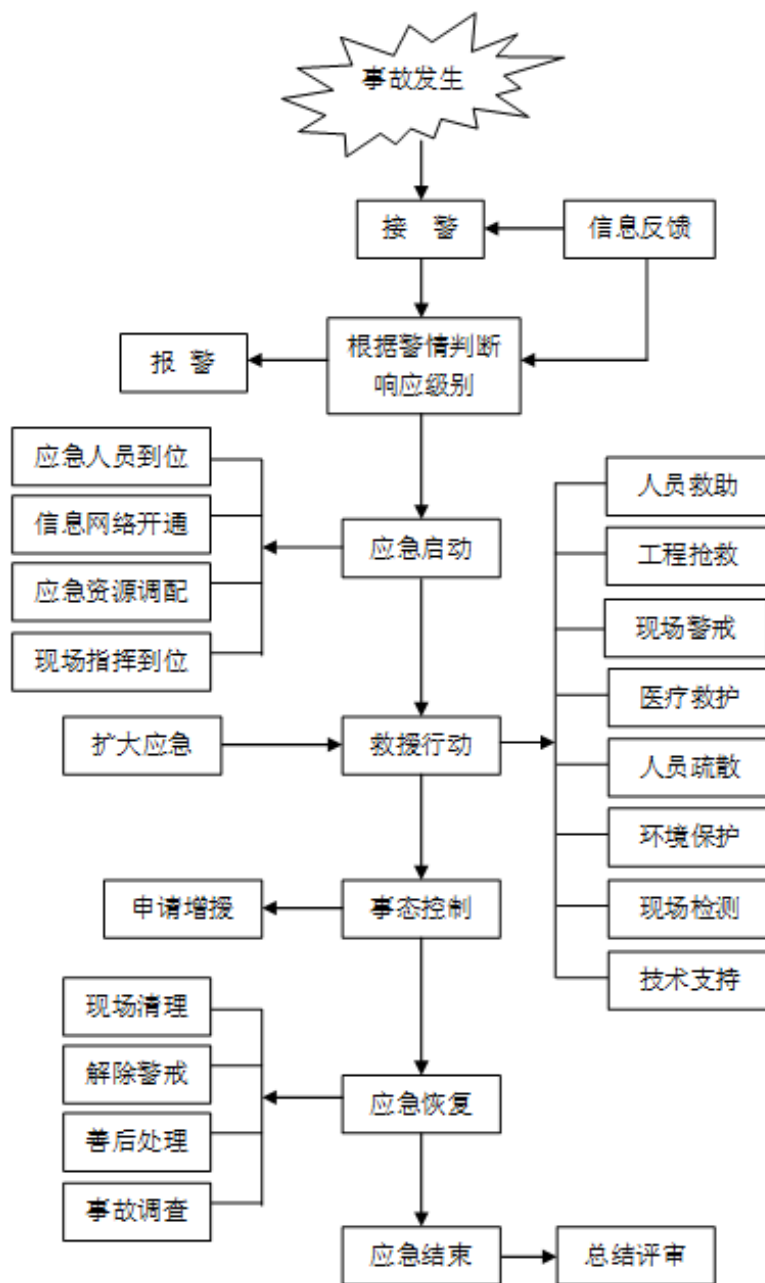 事故发生
接 警
信息反馈
报 警
根据警情判断
响应级别
应急人员到位
信息网络开通
应急资源调配
现场指挥到位
应急启动
人员救助
工程抢救
现场警戒
医疗救护
人员疏散
环境保护
现场检测
技术支持
扩大应急
救援行动
申请增援
事态控制
现场清理
解除警戒
善后处理
事故调查
应急恢复
应急结束
总结评审